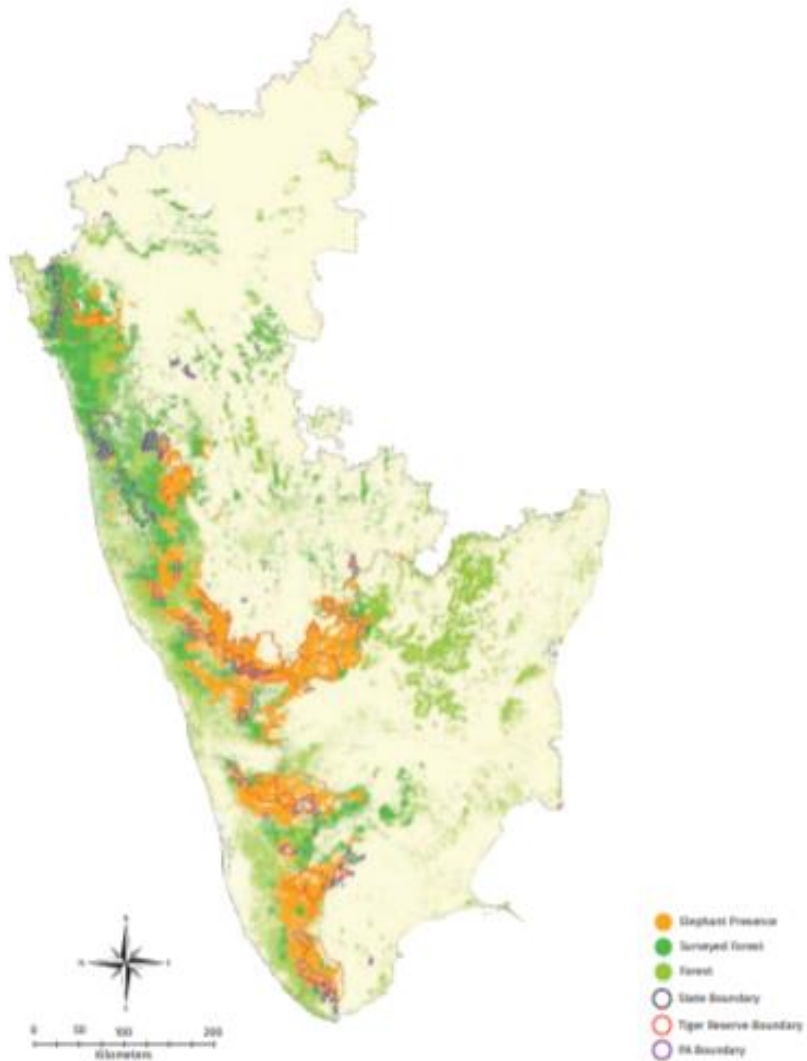 Elephant Presence
Surveyed Forest
Forest
State Boundary
Tiger Reserve Boundary
PA Boundary
0 50 100 200
Kilometers